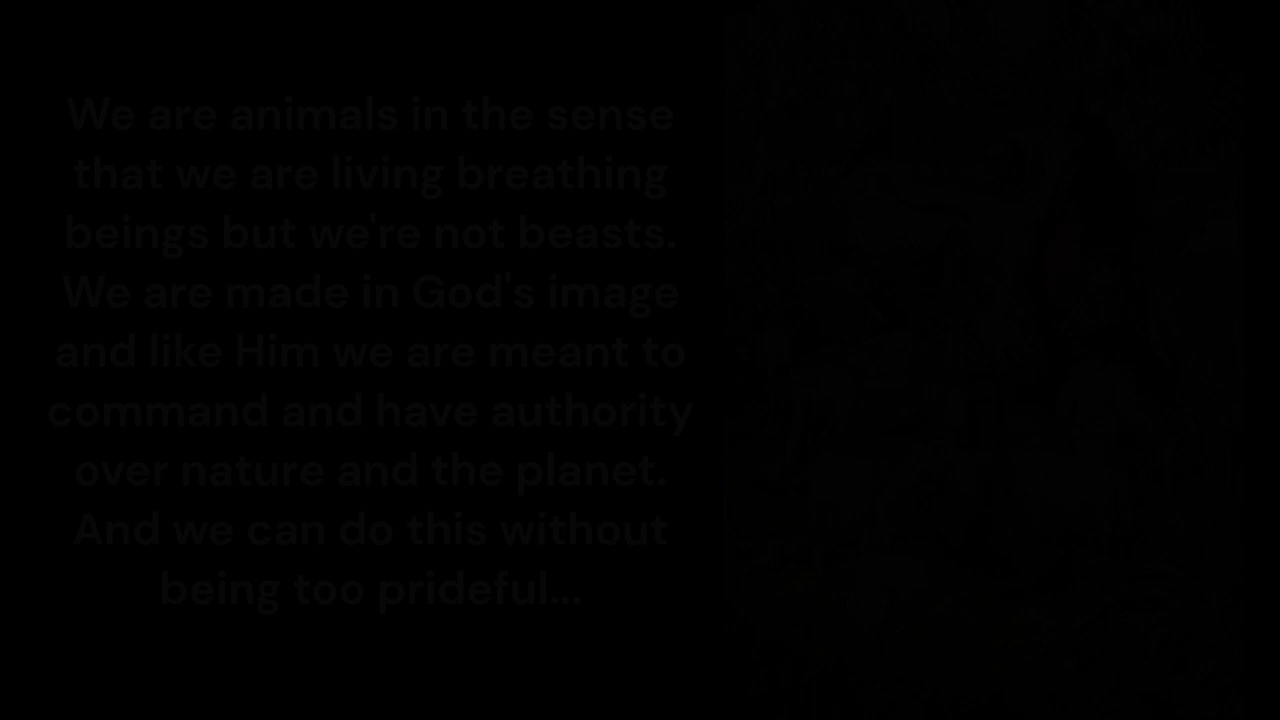 We are animals in the sense
that we are living breathing
beings but we're not beasts.
We are made in God's image
and like Him we are meant to
command and have authority
over nature and the planet.
And we can do this without
being too prideful...